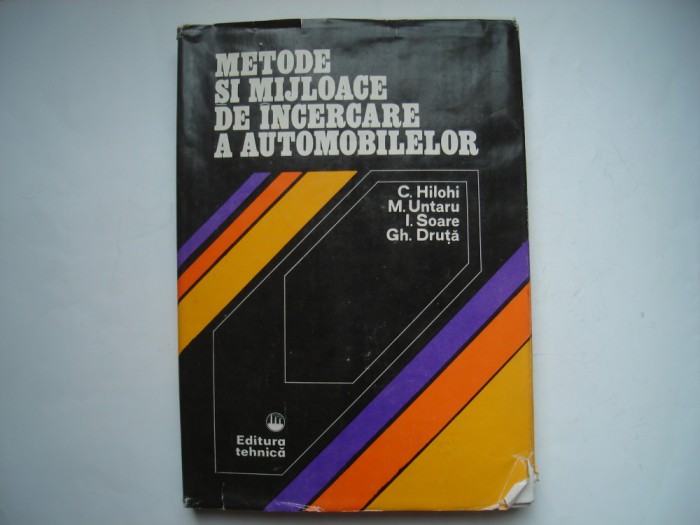 METODE
ŞI MIJLOACE
DE ÎNCERCARE
A AUTOMOBILELOR
C. Hilohi
M. Untaru
I. Soare
Gh. Druţă
Editura
tehnică